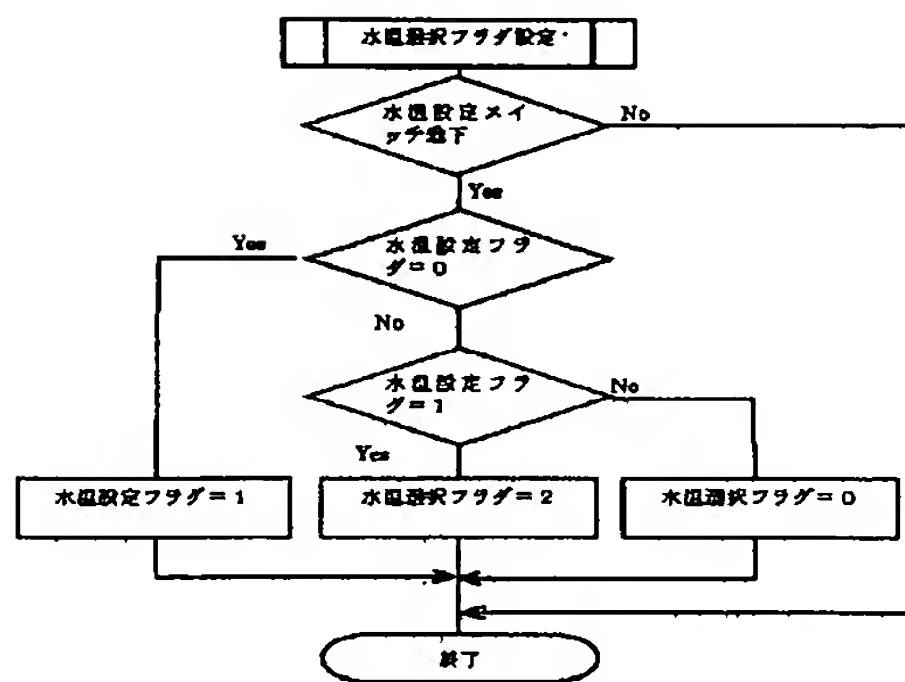 水温選択フラグ設定
水温設定スイ
ッチ押下
No
Yes
水温設定フラ
グ=0
Yes
No
水温設定フラ
グ=1
No
Yes
水温設定フラグ=1
水温選択フラグ=2
水温選択フラグ=0
終了